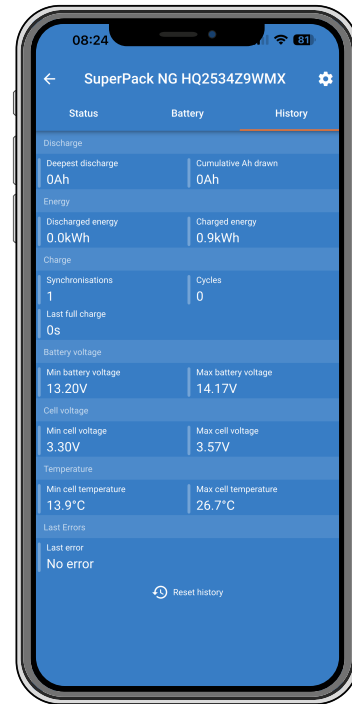 08:24
81
SuperPack NG HQ2534Z9WMX
Status Battery History
Discharge
Deepest discharge Cumulative Ah drawn
0Ah 0Ah
Energy
Discharged energy Charged energy
0.0kWh 0.9kWh
Charge
Synchronisations Cycles
1 0
Last full charge
0s
Battery voltage
Min battery voltage Max battery voltage
13.20V 14.17V
Cell voltage
Min cell voltage Max cell voltage
3.30V 3.57V
Temperature
Min cell temperature Max cell temperature
13.9°C 26.7°C
Last Errors
Last error
No error
Reset history